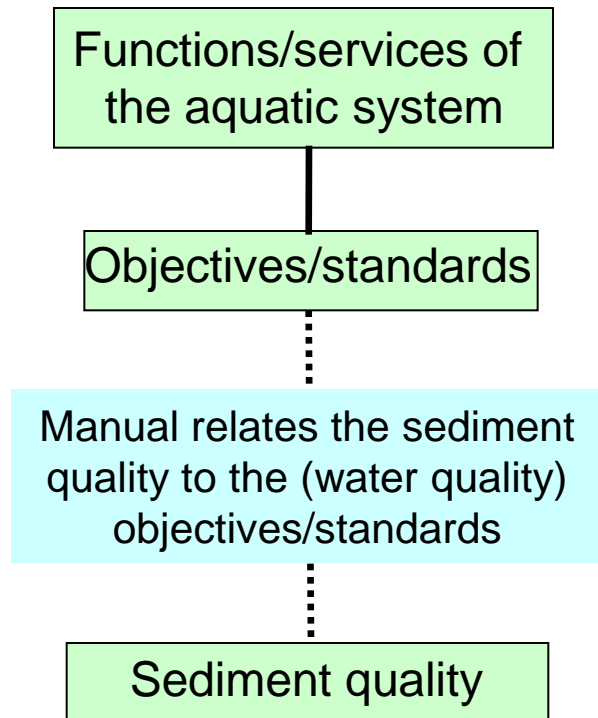 Functions/services of
the aquatic system
Objectives/standards
Manual relates the sediment
quality to the (water quality)
objectives/standards
Sediment quality